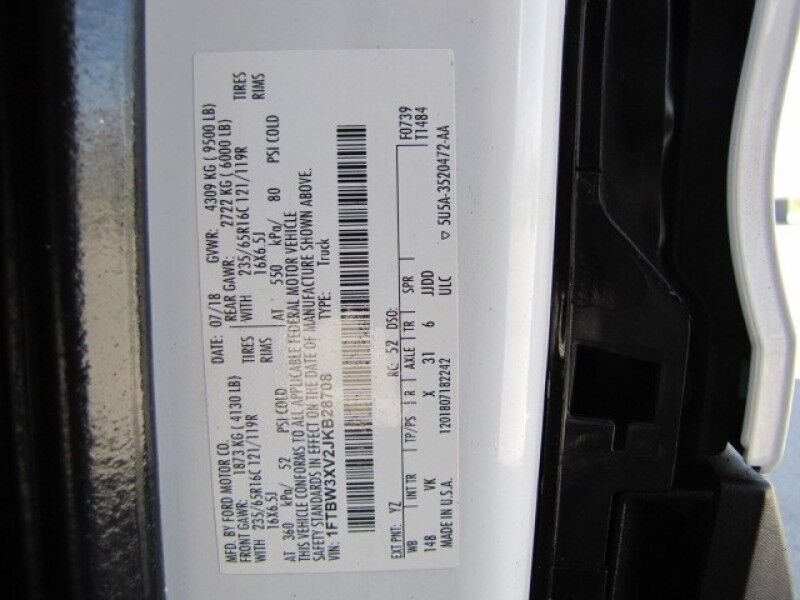 MFD. BY FORD MOTOR CO. DATE: 07/18 GVWR: 4309 KG ( 9500 LB)
FRONT GAWR: 1873 KG ( 4130 LB) REAR GAWR: 2722 KG ( 6000 LB)
WITH 235/65R16C 121/119R TIRES WITH 235/65R16C 121/119R TIRES
16X6.5J RIMS 16X6.5J RIMS
AT 360 kPa/ 52 PSI COLD AT 550 kPa/ 80 PSI COLD
THIS VEHICLE CONFORMS TO ALL APPLICABLE FEDERAL MOTOR VEHICLE
SAFETY STANDARDS IN EFFECT ON THE DATE OF MANUFACTURE SHOWN ABOVE.
VIN: 1FTBW3XV2JKB28708 TYPE: Truck
F0739
T1484
EXT PNT: YZ RC: 52 DSO:
WB INT TR TP/PS R AXLE TR SPR
148 VK X 31 6 JJDD
MADE IN U.S.A. 1201807182242 ULC ▽ 5U5A-3520472-AA